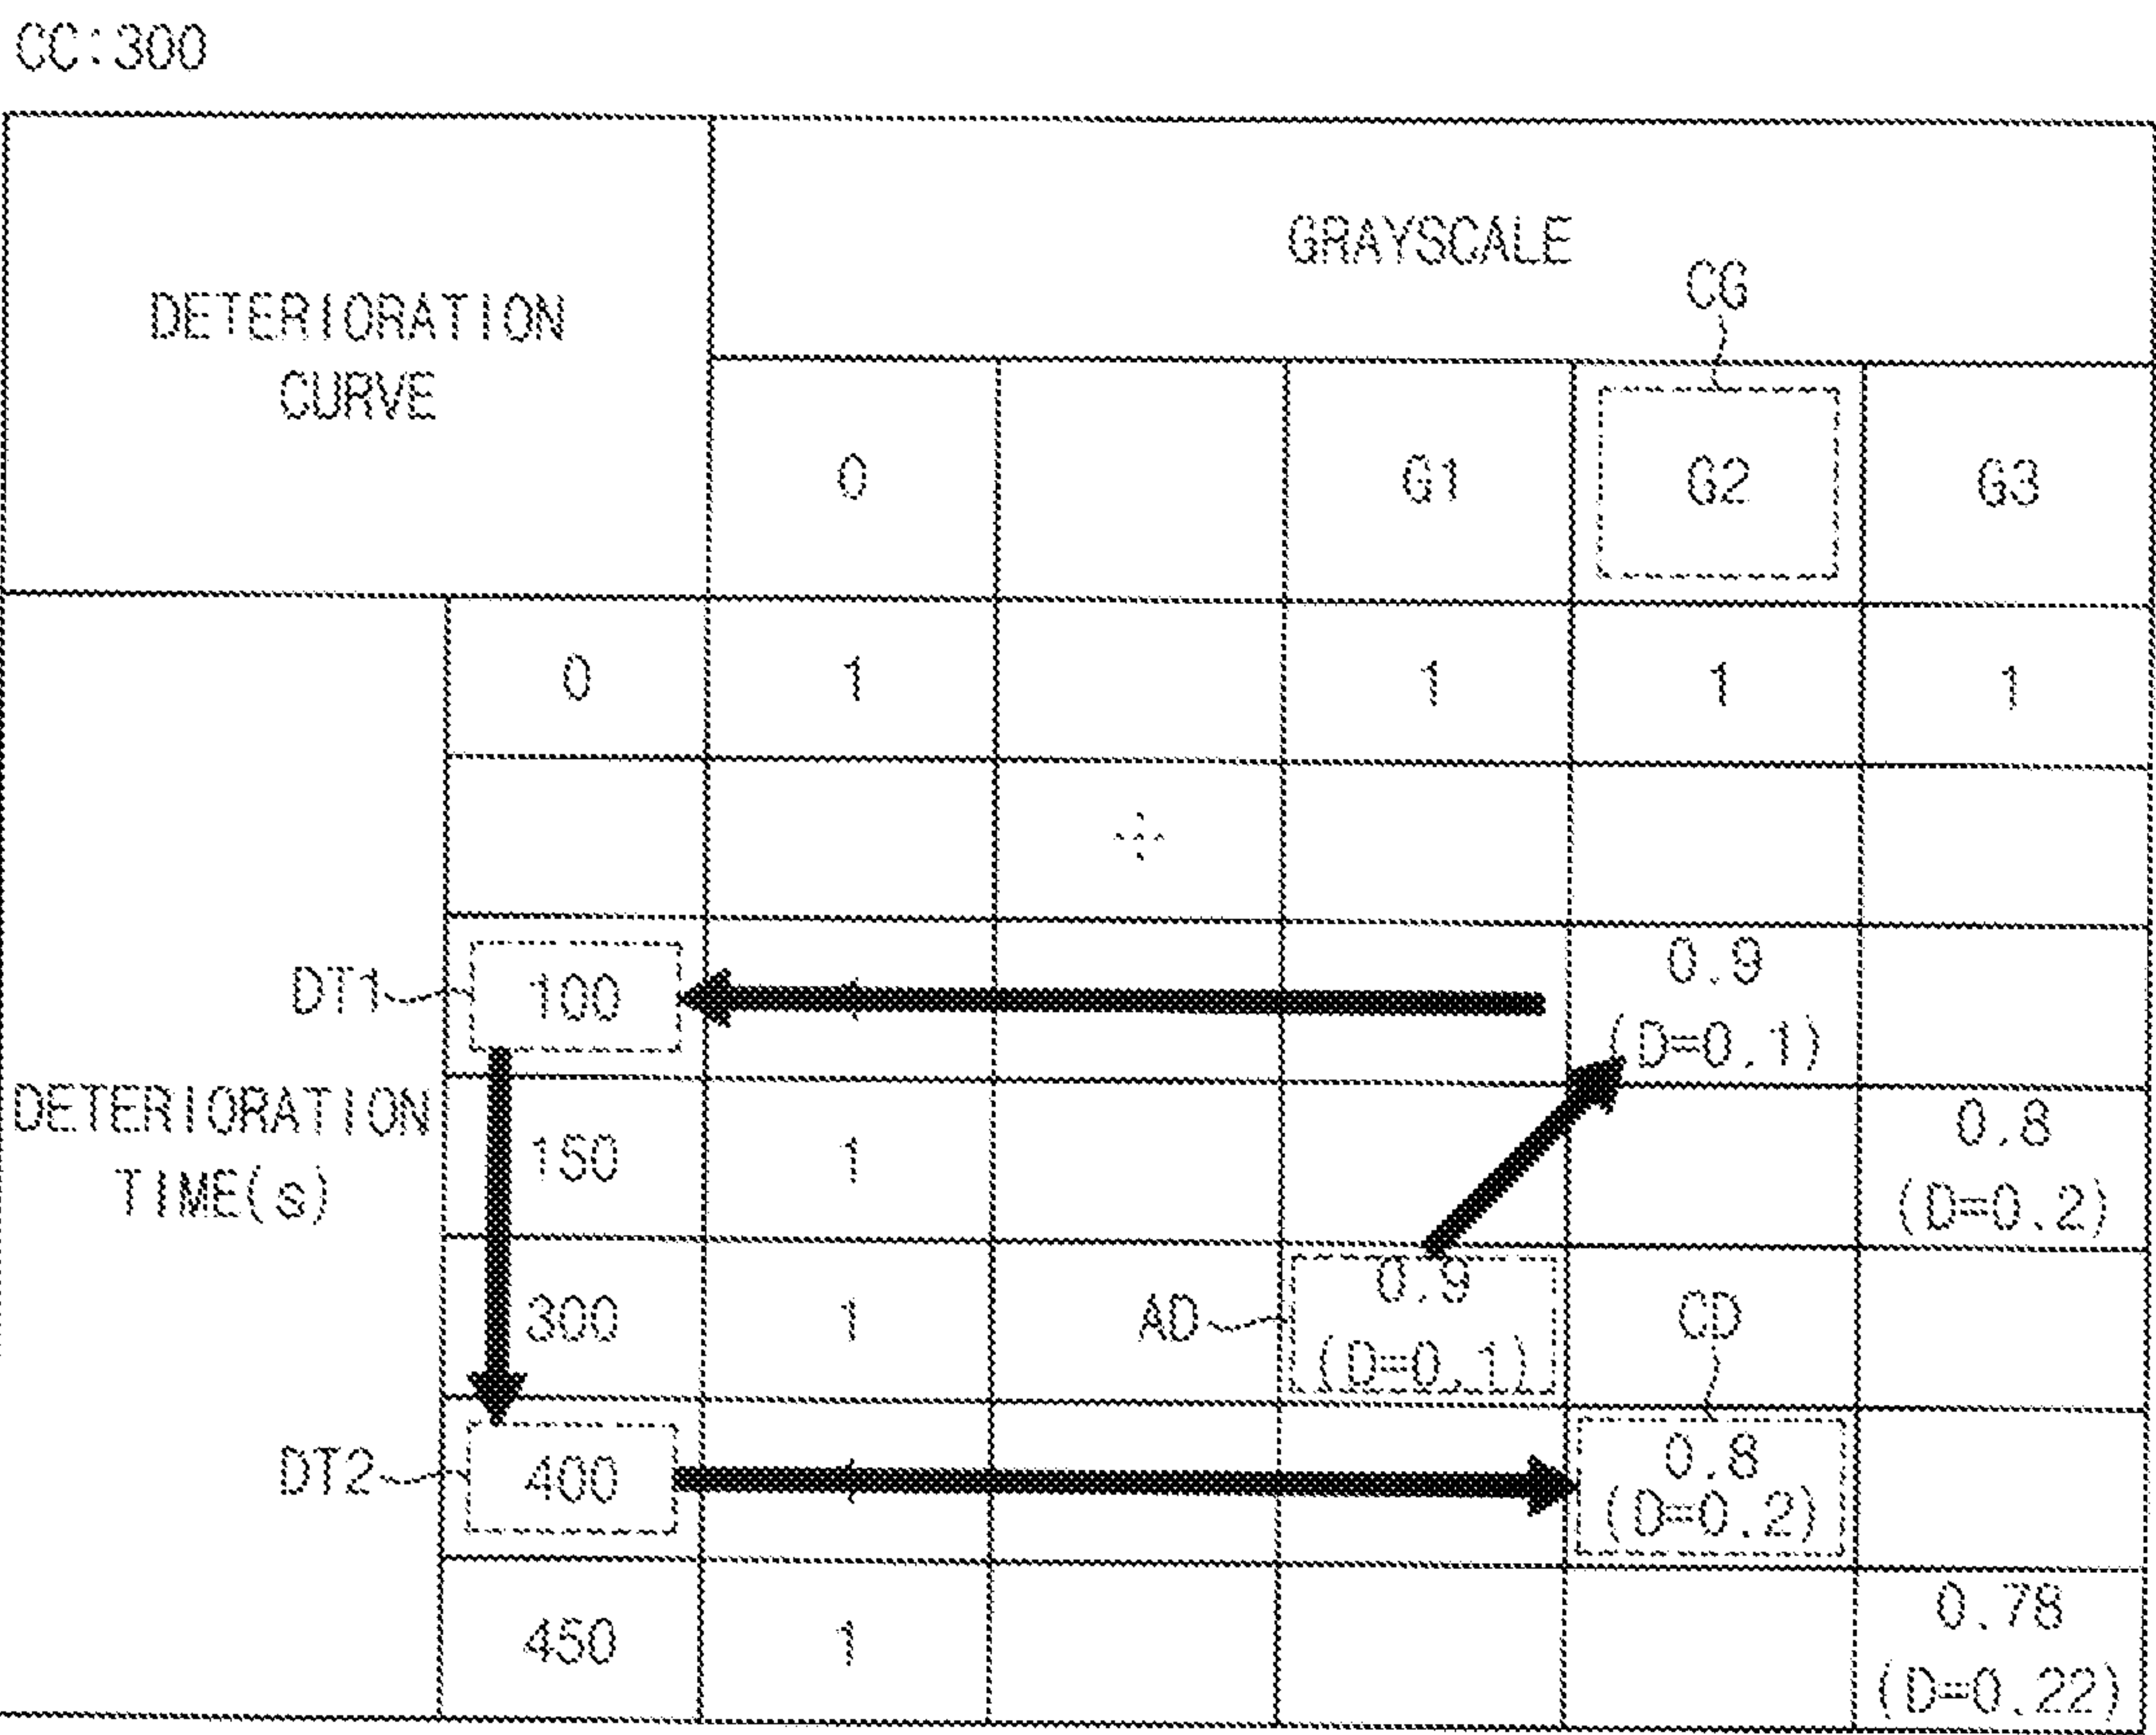 CC:300
DETERIORATION
CURVE
GRAYSCALE
CG
0 G1 G2 G3
0 1 1 1 1
DT1 100 0.9
(D=0.1)
DETERIORATION
TIME(s)
150 1 0.8
(D=0.2)
300 1 AD 0.9 CD
(D=0.1)
DT2 400 0.8
(D=0.2)
450 1 0.78
(D=0.22)